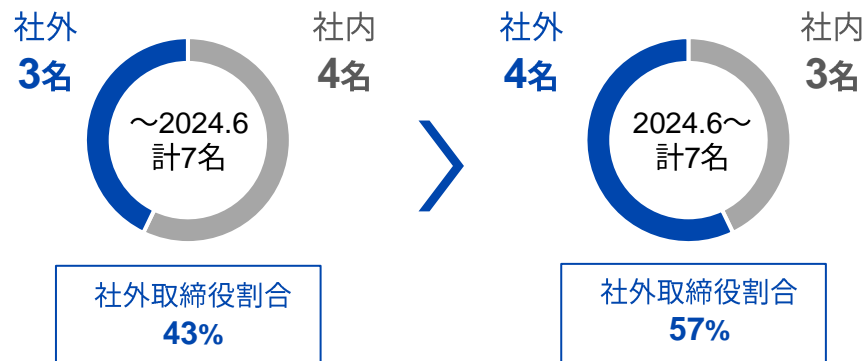 社外
3名
社内
4名
～2024.6
計7名
社外取締役割合
43%
社外
4名
社内
3名
2024.6～
計7名
社外取締役割合
57%